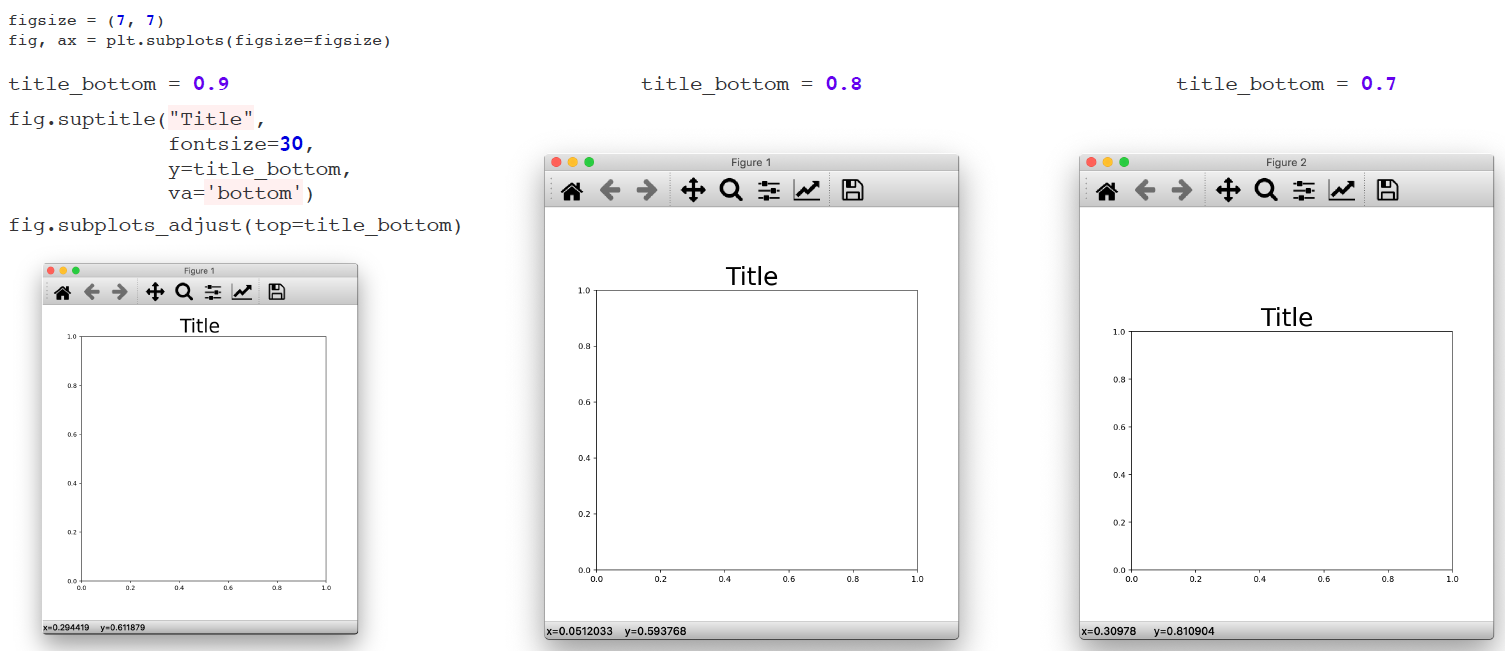 figsize = (7, 7)
fig, ax = plt.subplots(figsize=figsize)
title_bottom = 0.9
fig.suptitle("Title",
fontsize=30,
y=title_bottom,
va='bottom')
fig.subplots_adjust(top=title_bottom)
Figure 1
Title
1.0
0.8
0.6
0.4
0.2
0.0
0.0 0.2 0.4 0.6 0.8 1.0
x=0.294419 y=0.611879
title_bottom = 0.8
Figure 1
Title
1.0
0.8
0.6
0.4
0.2
0.0
0.0 0.2 0.4 0.6 0.8 1.0
x=0.0512033 y=0.593768
title_bottom = 0.7
Figure 2
Title
1.0
0.8
0.6
0.4
0.2
0.0
0.0 0.2 0.4 0.6 0.8 1.0
x=0.30978 y=0.810904